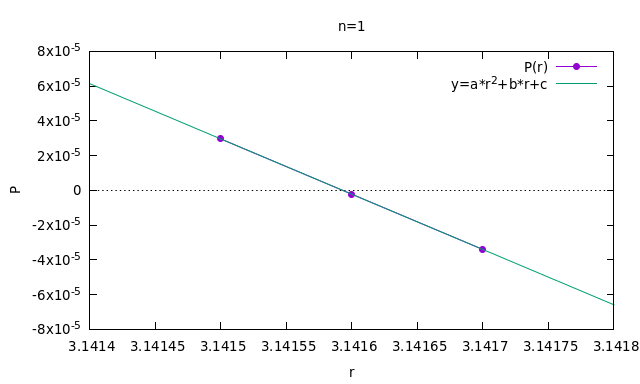 n=1
P(r)
y=a*r²+b*r+c
8x10⁻⁵
6x10⁻⁵
4x10⁻⁵
2x10⁻⁵
0
-2x10⁻⁵
-4x10⁻⁵
-6x10⁻⁵
-8x10⁻⁵
P
3.1414 3.14145 3.1415 3.14155 3.1416 3.14165 3.1417 3.14175 3.1418
r